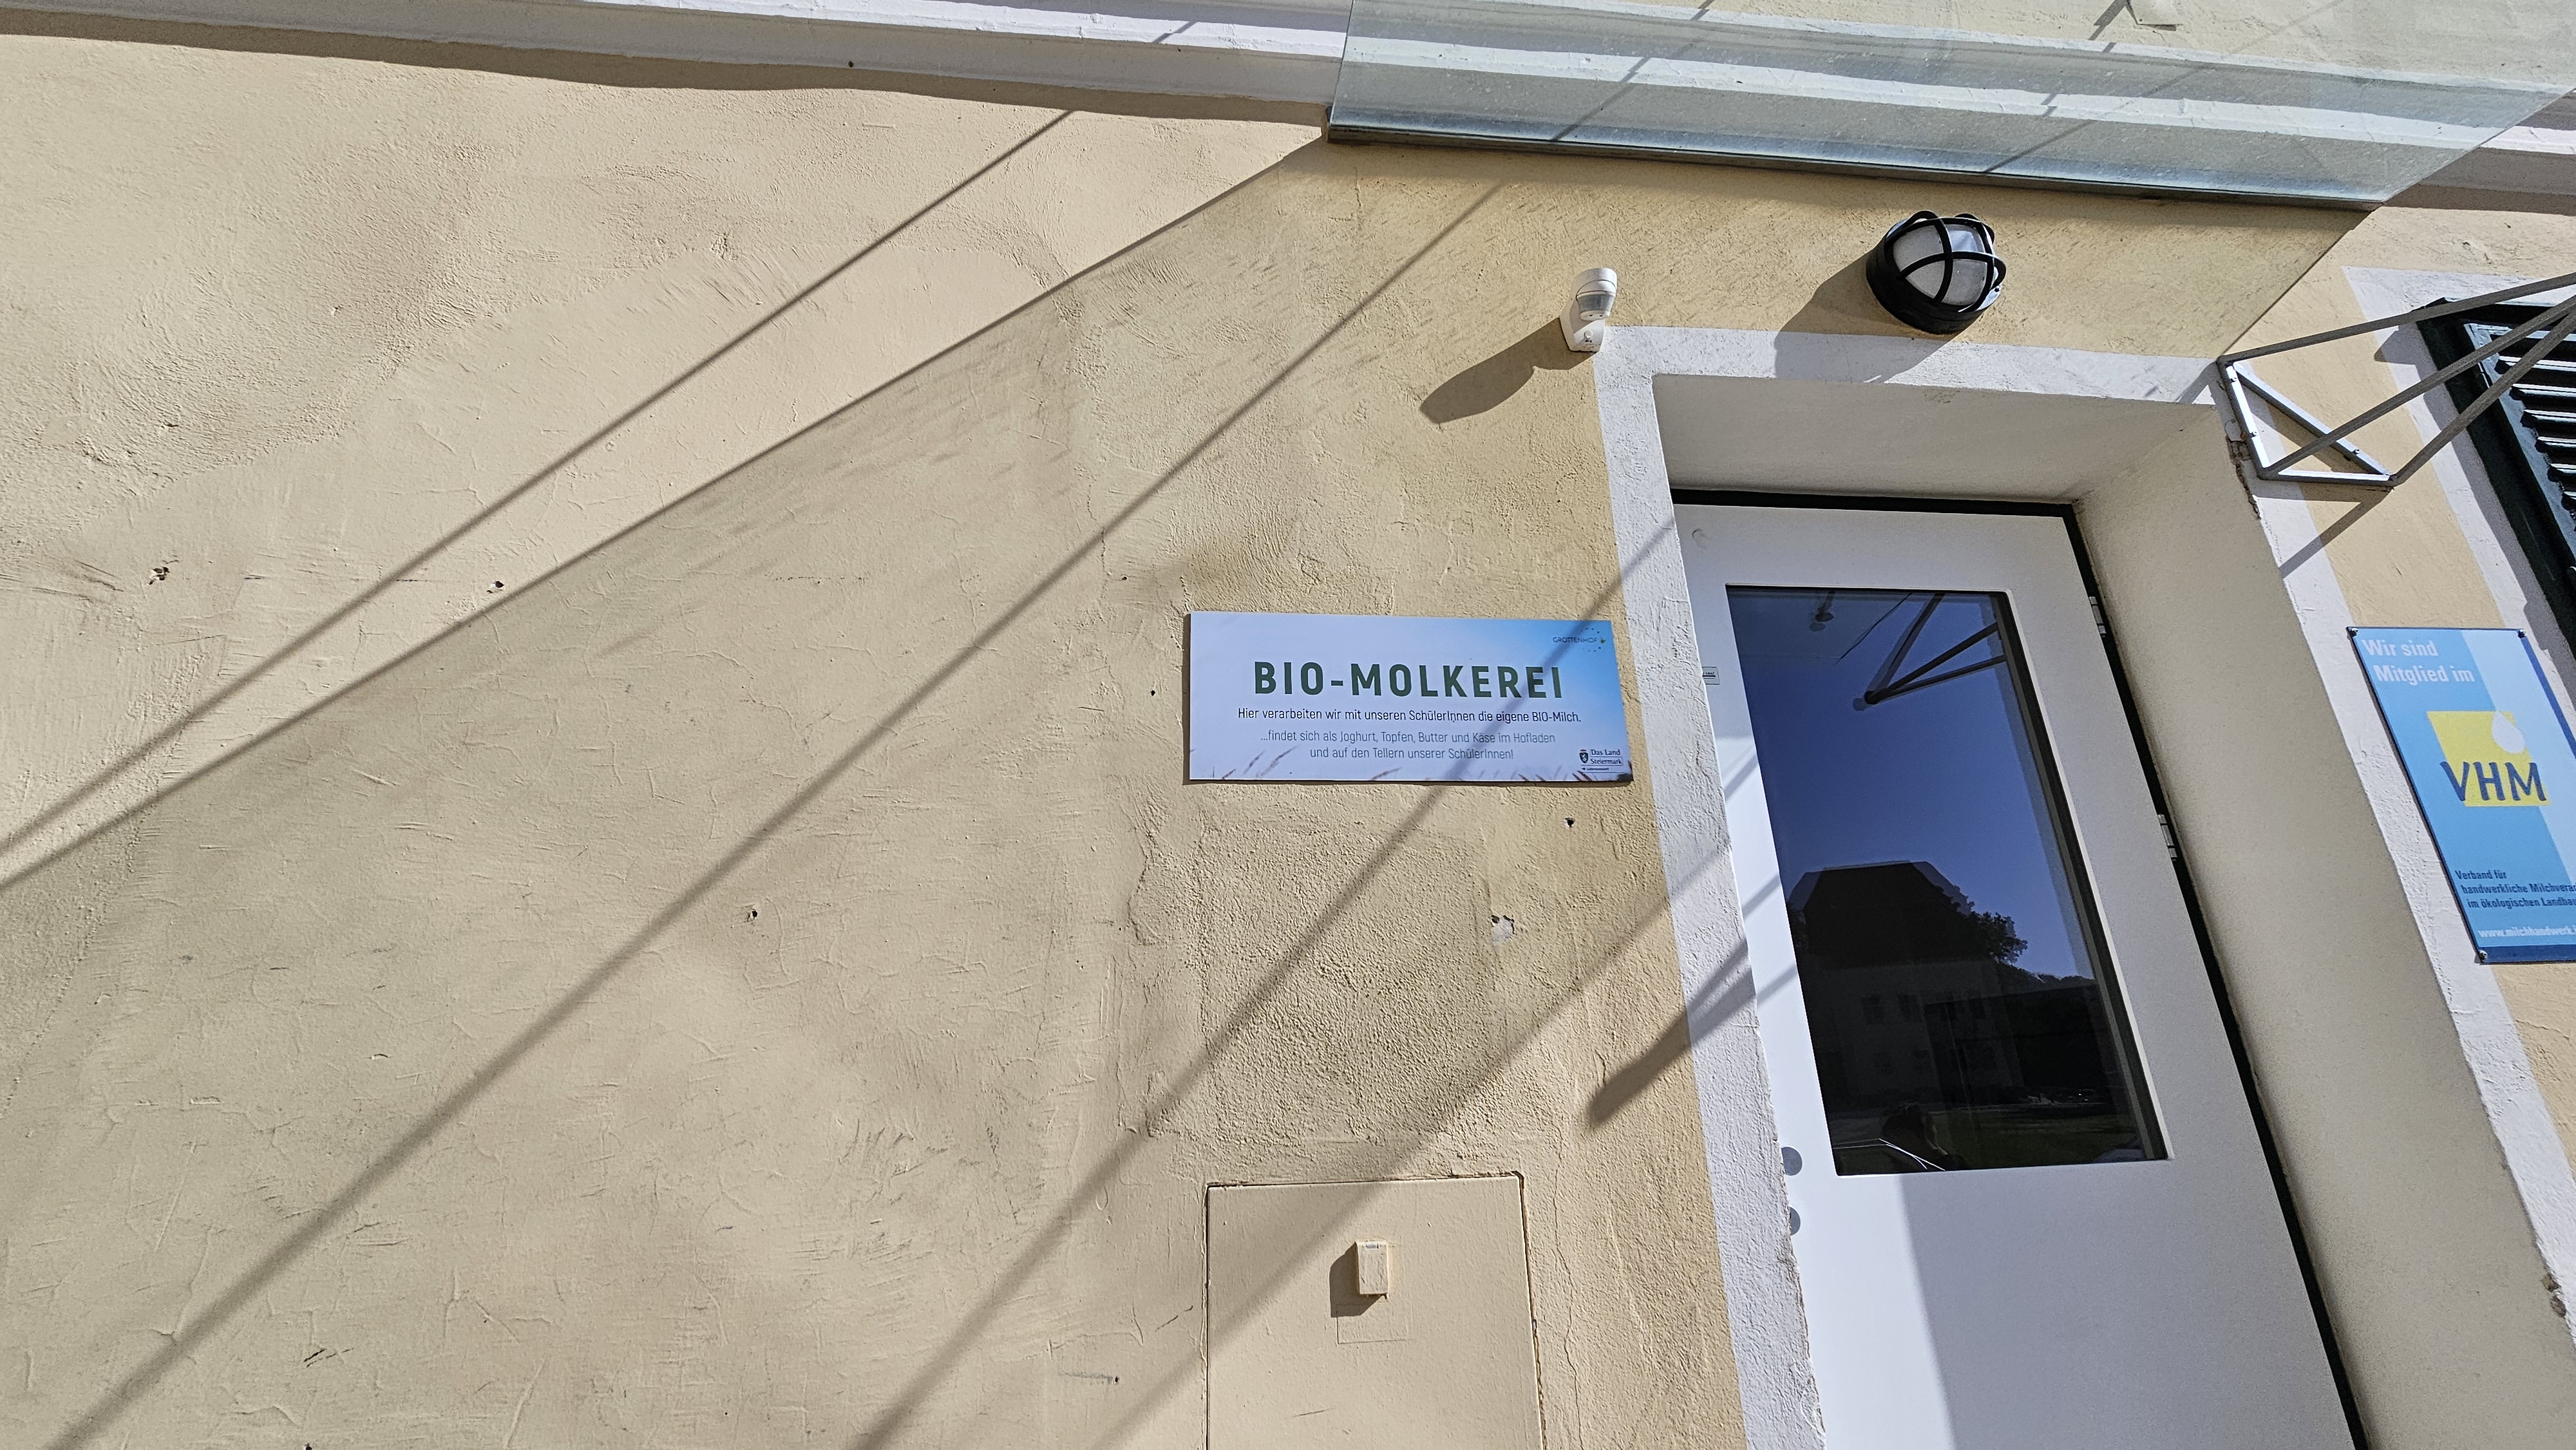 GROTTENHOF
BIO-MOLKEREI
Hier verarbeiten wir mit unseren SchülerInnen die eigene BIO-Milch.
...findet sich als Joghurt, Topfen, Butter und Käse im Hofladen
und auf den Tellern unserer SchülerInnen!
Das Land
Steiermark
Wir sind
Mitglied im
VHM
Verband für
handwerkliche
im ökologischen